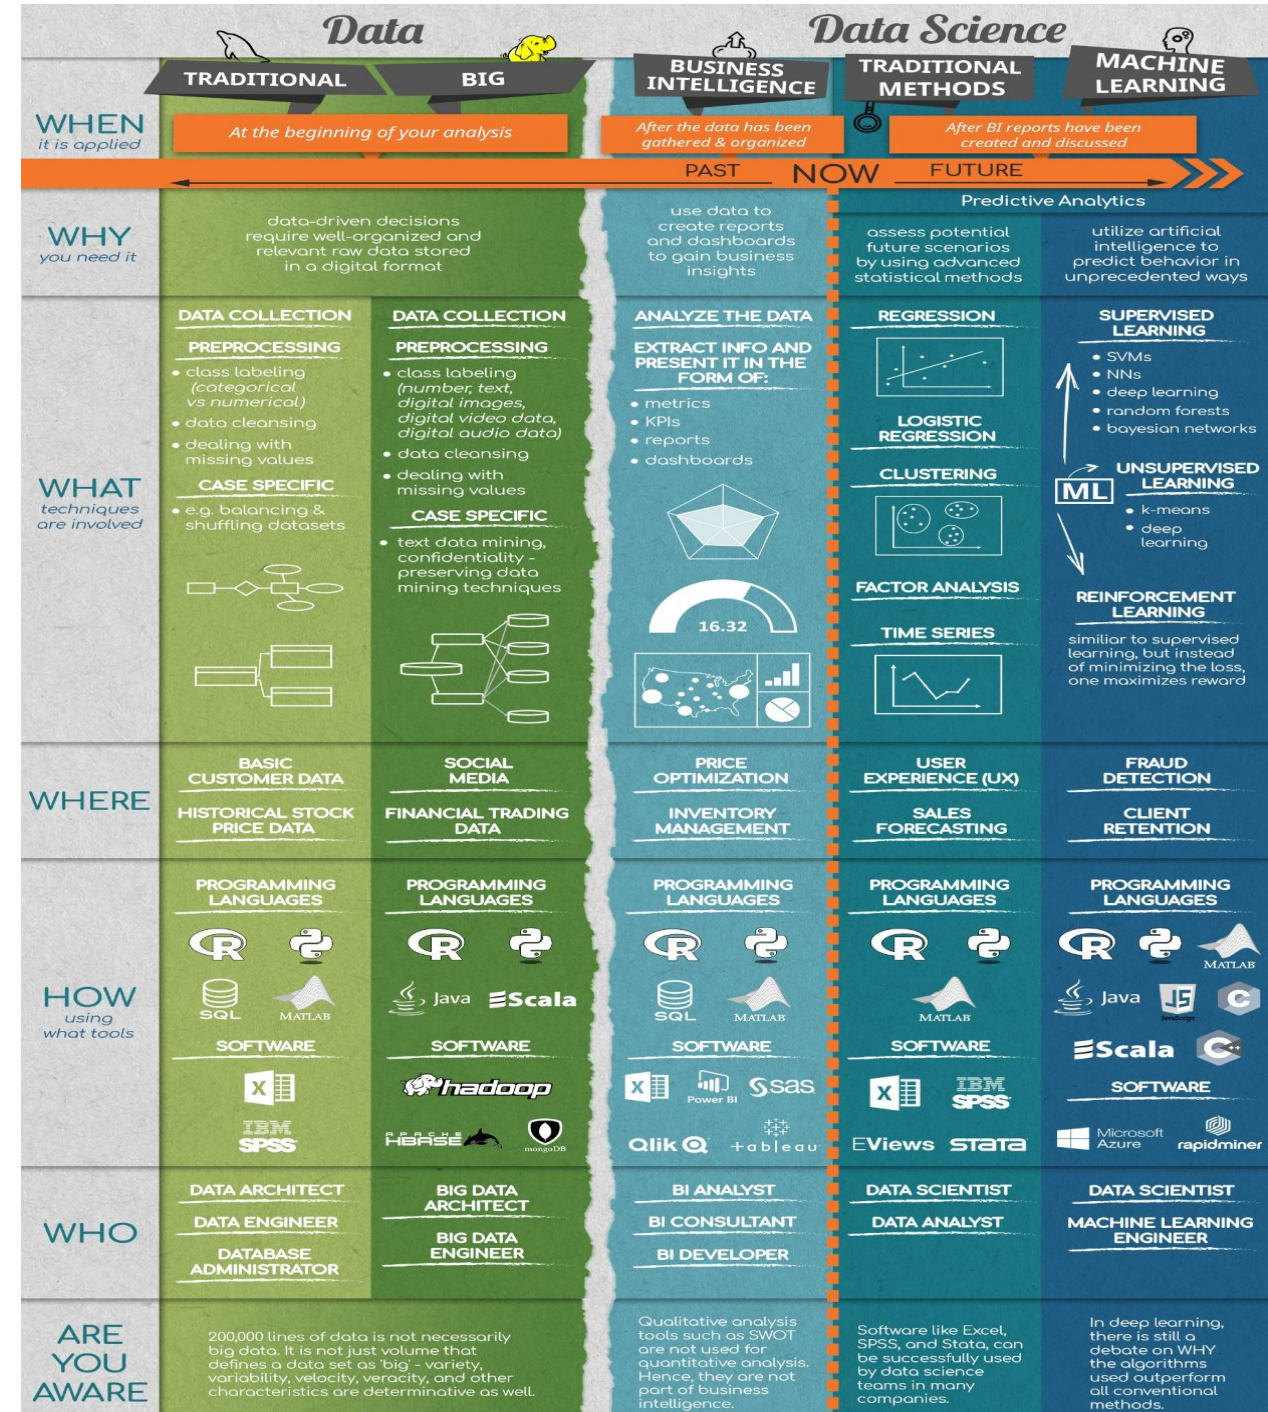 Data
Data Science
TRADITIONAL
BIG
BUSINESS
INTELLIGENCE
TRADITIONAL
METHODS
MACHINE
LEARNING
WHEN
it is applied
At the beginning of your analysis
After the data has been
gathered & organized
After BI reports have been
created and discussed
PAST
NOW
FUTURE
Predictive Analytics
WHY
you need it
data-driven decisions
require well-organized and
relevant raw data stored
in a digital format
use data to
create reports
and dashboards
to gain business
insights
assess potential
future scenarios
by using advanced
statistical methods
utilize artificial
intelligence to
predict behavior in
unprecedented ways
WHAT
techniques
are involved
DATA COLLECTION
PREPROCESSING
• class labeling
(categorical
vs numerical)
• data cleansing
• dealing with
missing values
CASE SPECIFIC
• e.g. balancing &
shuffling datasets
DATA COLLECTION
PREPROCESSING
• class labeling
(number, text,
digital images,
digital video data,
digital audio data)
• data cleansing
• dealing with
missing values
CASE SPECIFIC
• text data mining,
confidentiality -
preserving data
mining techniques
ANALYZE THE DATA
EXTRACT INFO AND
PRESENT IT IN THE
FORM OF:
• metrics
• KPIs
• reports
• dashboards
16.32
REGRESSION
LOGISTIC
REGRESSION
CLUSTERING
FACTOR ANALYSIS
TIME SERIES
SUPERVISED
LEARNING
• SVMs
• NNs
• deep learning
• random forests
• bayesian networks
ML
UNSUPERVISED
LEARNING
• k-means
• deep
learning
REINFORCEMENT
LEARNING
similiar to supervised
learning, but instead
of minimizing the loss,
one maximizes reward
WHERE
BASIC
CUSTOMER DATA
HISTORICAL STOCK
PRICE DATA
SOCIAL
MEDIA
FINANCIAL TRADING
DATA
PRICE
OPTIMIZATION
INVENTORY
MANAGEMENT
USER
EXPERIENCE (UX)
SALES
FORECASTING
FRAUD
DETECTION
CLIENT
RETENTION
HOW
using
what tools
PROGRAMMING
LANGUAGES
R
SQL
MATLAB
SOFTWARE
X
IBM
SPSS
PROGRAMMING
LANGUAGES
R
Java
Scala
SOFTWARE
hadoop
APACHE
HBASE
mongoDB
PROGRAMMING
LANGUAGES
R
SQL
MATLAB
SOFTWARE
X
Power BI
sas
Qlik
+ableau
PROGRAMMING
LANGUAGES
R
MATLAB
SOFTWARE
X
IBM
SPSS
EViews
STATA
PROGRAMMING
LANGUAGES
R
MATLAB
Java
JS
JavaScript
C
Scala
C++
SOFTWARE
Microsoft
Azure
rapidminer
WHO
DATA ARCHITECT
DATA ENGINEER
DATABASE
ADMINISTRATOR
BIG DATA
ARCHITECT
BIG DATA
ENGINEER
BI ANALYST
BI CONSULTANT
BI DEVELOPER
DATA SCIENTIST
DATA ANALYST
DATA SCIENTIST
MACHINE LEARNING
ENGINEER
ARE
YOU
AWARE
200,000 lines of data is not necessarily
big data. It is not just volume that
defines a data set as 'big' - variety,
variability, velocity, veracity, and other
characteristics are determinative as well.
Qualitative analysis
tools such as SWOT
are not used for
quantitative analysis.
Hence, they are not
part of business
intelligence.
Software like Excel,
SPSS, and Stata, can
be successfully used
by data science
teams in many
companies.
In deep learning,
there is still a
debate on WHY
the algorithms
used outperform
all conventional
methods.